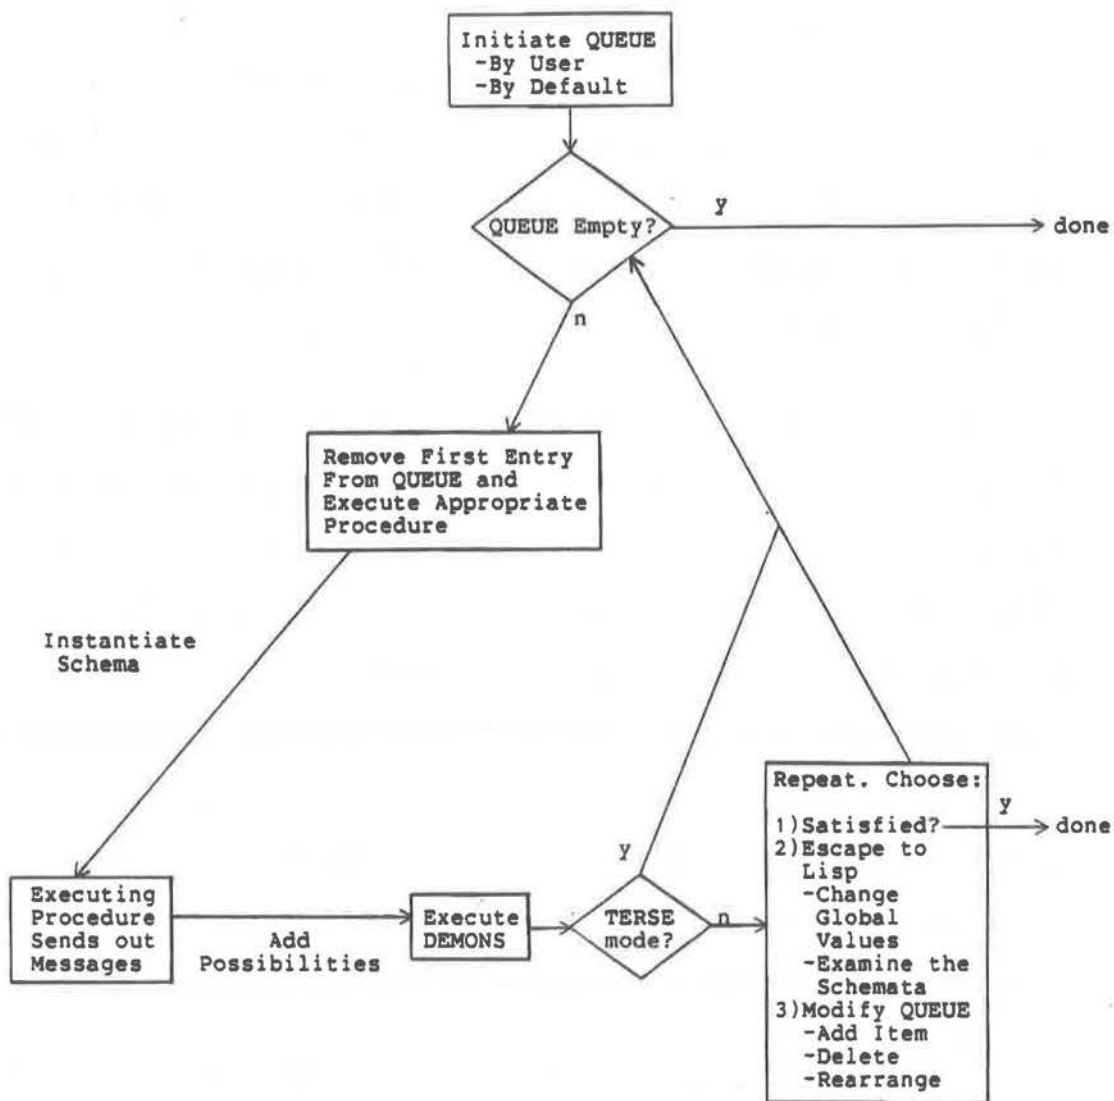 Initiate QUEUE
-By User
-By Default
QUEUE Empty?
y
done
n
Remove First Entry
From QUEUE and
Execute Appropriate
Procedure
Instantiate
Schema
Executing
Procedure
Sends out
Messages
Add
Possibilities
Execute
DEMONS
TERSE
mode?
y
n
Repeat. Choose:
1)Satisfied?
y
done
2)Escape to
Lisp
-Change
Global
Values
-Examine the
Schemata
3)Modify QUEUE
-Add Item
-Delete
-Rearrange